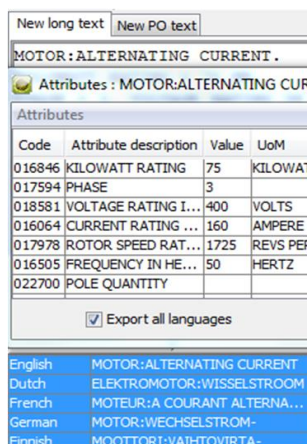 New long text New PO text
MOTOR:ALTERNATING CURRENT.
Attributes : MOTOR:ALTERNATING CUR
Attributes
Code Attribute description Value UoM
016846 KILOWATT RATING 75 KILOWAT
017594 PHASE 3
018581 VOLTAGE RATING I... 400 VOLTS
016064 CURRENT RATING ... 160 AMPERE
017978 ROTOR SPEED RAT... 1725 REVS PER
016505 FREQUENCY IN HE... 50 HERTZ
022700 POLE QUANTITY
Export all languages
English MOTOR:ALTERNATING CURRENT
Dutch ELEKTROMOTOR:WISSELSTROOM
French MOTEUR:A COURANT ALTERNA...
German MOTOR:WECHSELSTROM-
Finnish MOOTTORI:VAIHTOVIRTA-